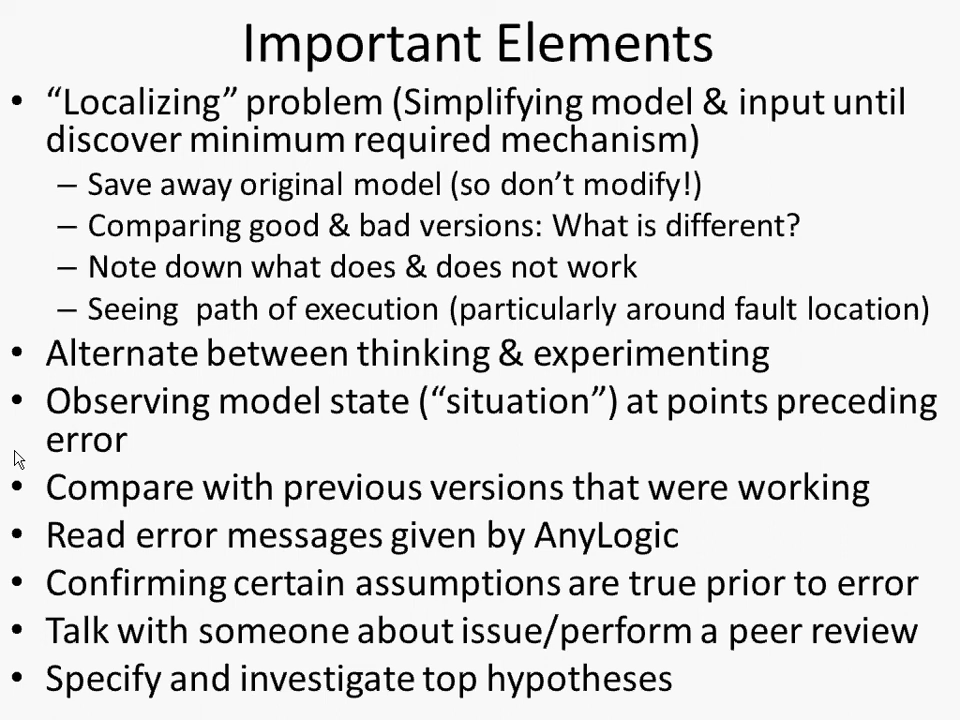 Important Elements
• “Localizing” problem (Simplifying model & input until
discover minimum required mechanism)
– Save away original model (so don’t modify!)
– Comparing good & bad versions: What is different?
– Note down what does & does not work
– Seeing  path of execution (particularly around fault location)
• Alternate between thinking & experimenting
• Observing model state (“situation”) at points preceding
error
• Compare with previous versions that were working
• Read error messages given by AnyLogic
• Confirming certain assumptions are true prior to error
• Talk with someone about issue/perform a peer review
• Specify and investigate top hypotheses